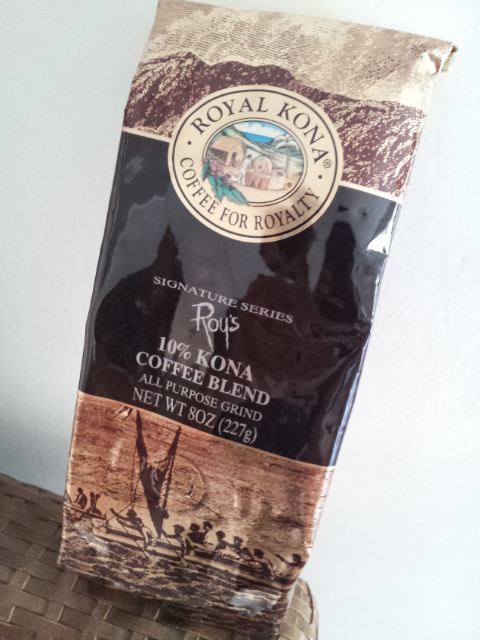 ROYAL KONA®
COFFEE FOR ROYALTY
SIGNATURE SERIES
Roy's
10% KONA
COFFEE BLEND
ALL PURPOSE GRIND
NET WT 8OZ (227g)